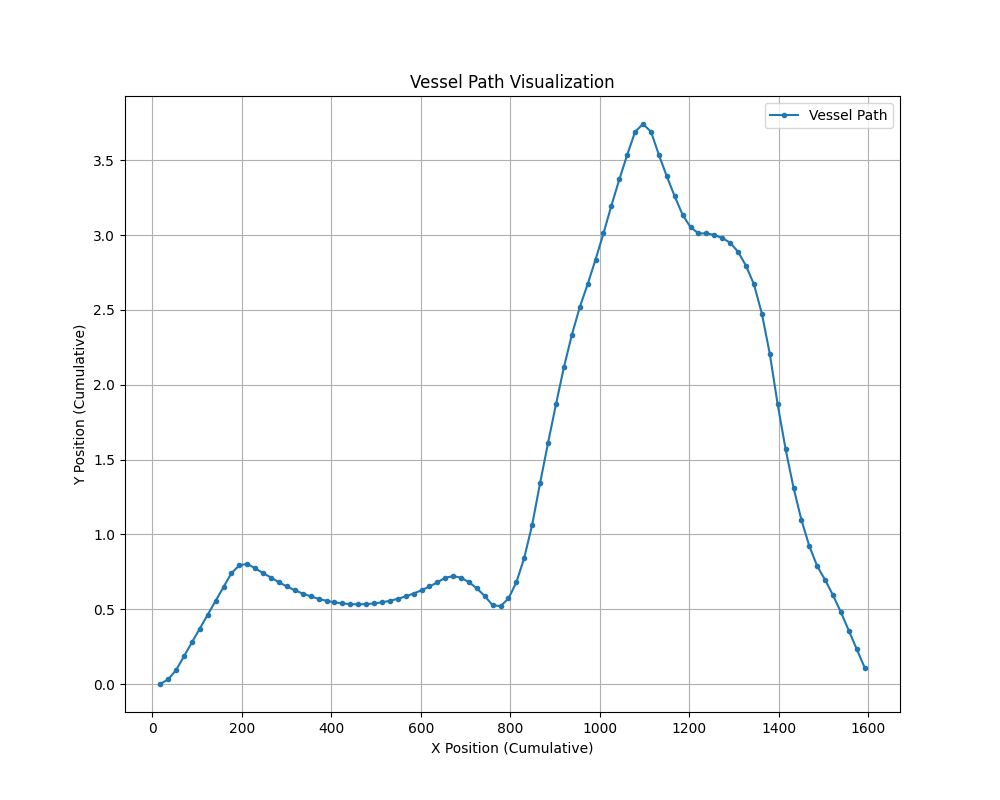 Vessel Path Visualization
Vessel Path
Y Position (Cumulative)
3.5
3.0
2.5
2.0
1.5
1.0
0.5
0.0
0 200 400 600 800 1000 1200 1400 1600
X Position (Cumulative)